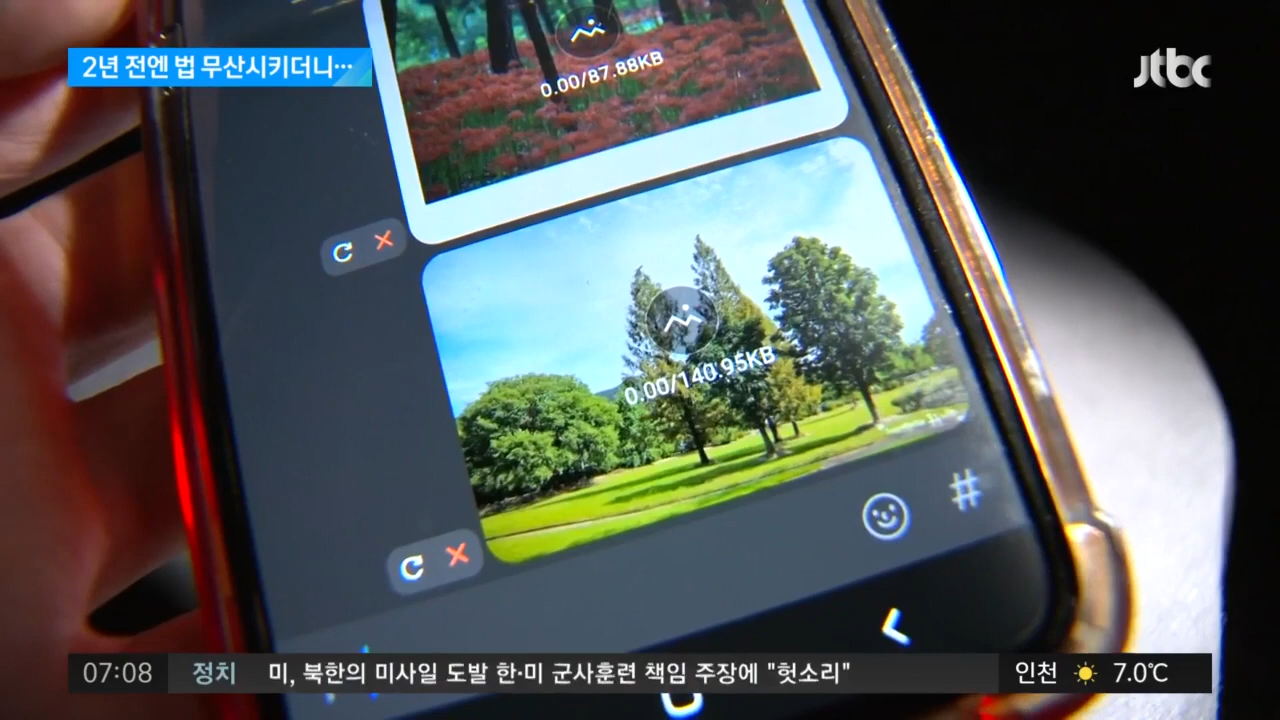 2년 전엔 법 무산시키더니…
jtbc
0.00/87.88KB
0.00/140.95KB
#
07:08 정치 미, 북한의 미사일 도발 한·미 군사훈련 책임 주장에 "헛소리" 인천 7.0℃